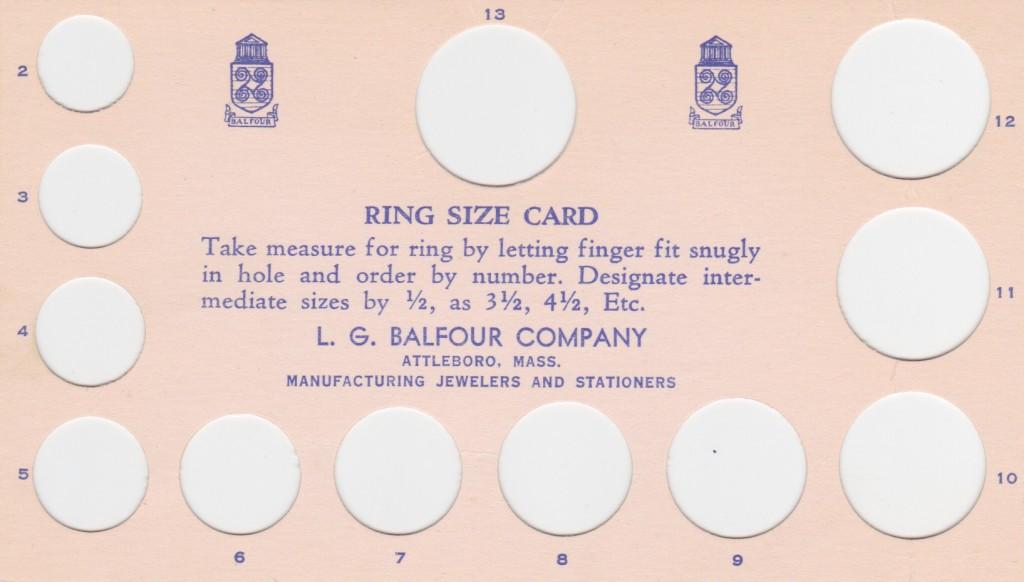 13
2
BALFOUR
BALFOUR
12
3
RING SIZE CARD
Take measure for ring by letting finger fit snugly
in hole and order by number. Designate inter-
mediate sizes by ½, as 3½, 4½, Etc.
11
4
L. G. BALFOUR COMPANY
ATTLEBORO, MASS.
MANUFACTURING JEWELERS AND STATIONERS
5
10
6
7
8
9